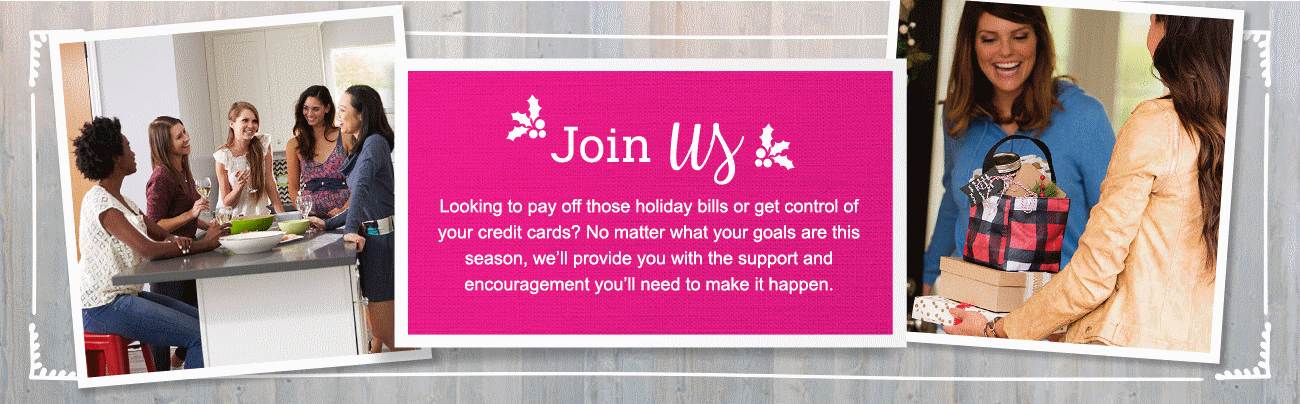 Join us
Looking to pay off those holiday bills or get control of
your credit cards? No matter what your goals are this
season, we'll provide you with the support and
encouragement you'll need to make it happen.